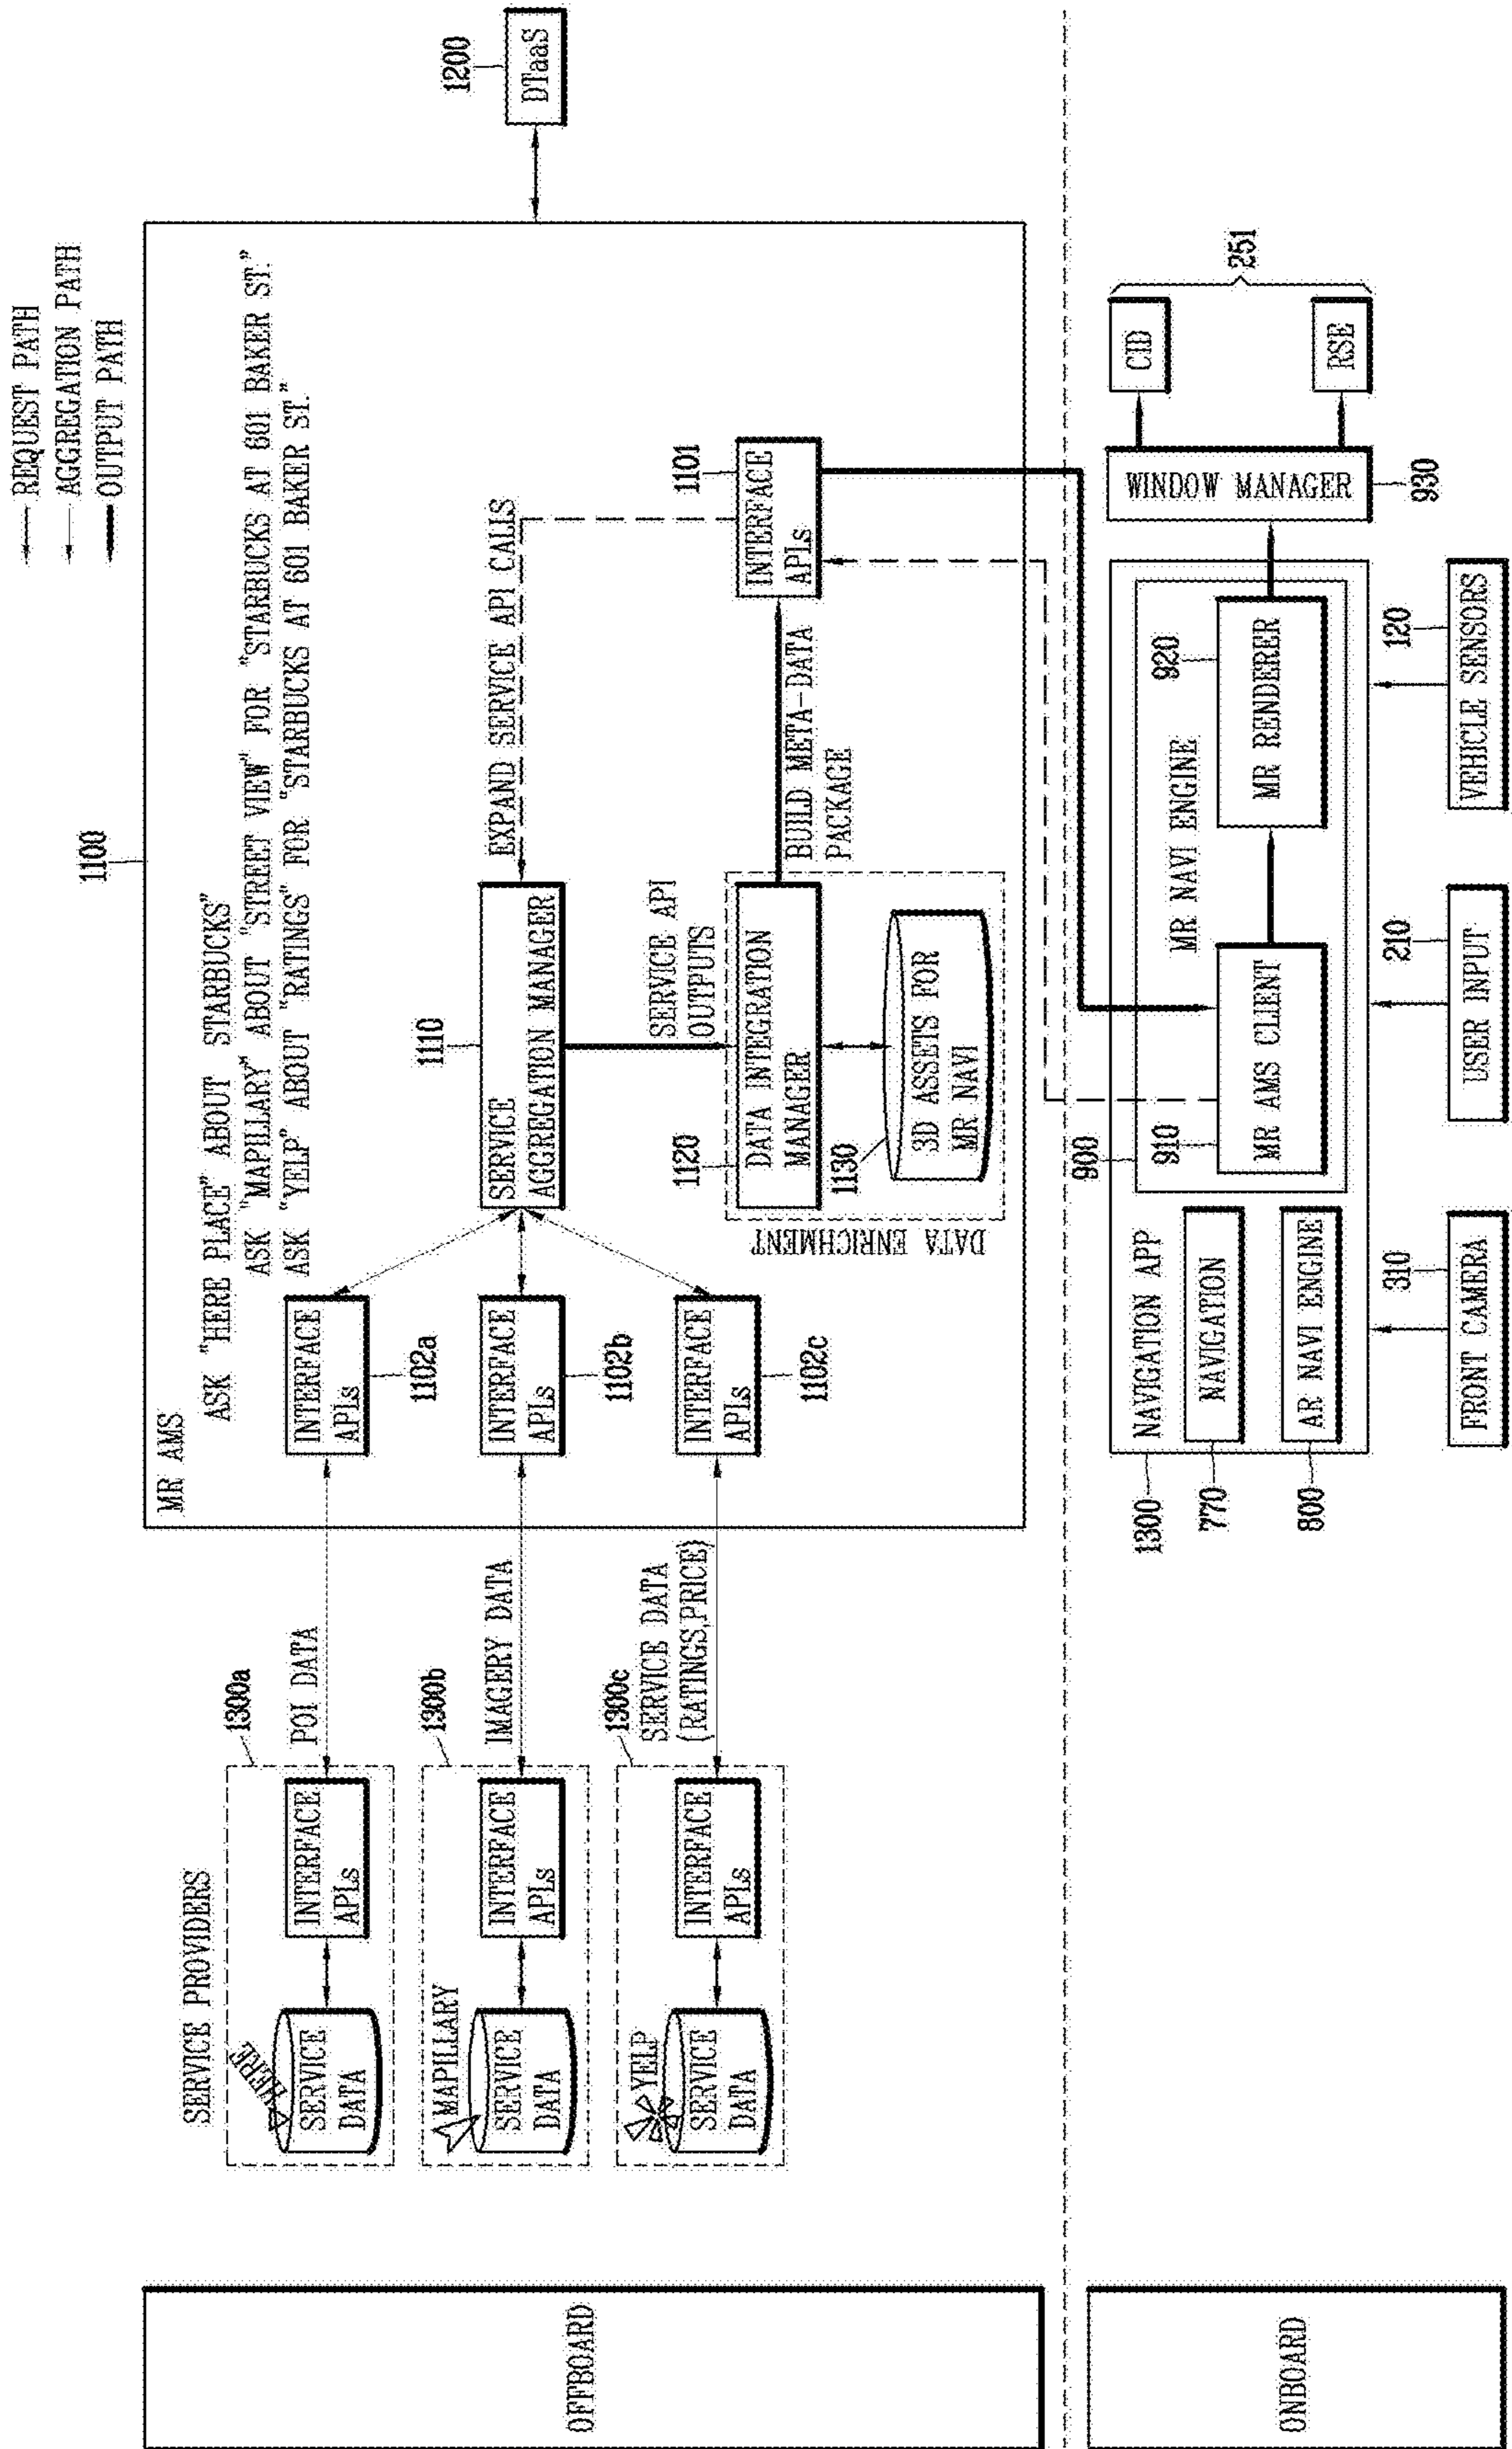 REQUEST PATH
AGGREGATION PATH
OUTPUT PATH
1100
MR AMS
ASK "HERE PLACE" ABOUT STARBUCKS"
ASK "MAPILLARY" ABOUT "STREET VIEW" FOR "STARBUCKS AT 601 BAKER ST."
ASK "YELP" ABOUT "RATINGS" FOR "STARBUCKS AT 601 BAKER ST."
SERVICE PROVIDERS
HERE
SERVICE
DATA
INTERFACE
APIs
1300a
POI DATA
INTERFACE
APIs
1102a
MAPILLARY
SERVICE
DATA
INTERFACE
APIs
1300b
IMAGERY DATA
INTERFACE
APIs
1102b
YELP
SERVICE
DATA
INTERFACE
APIs
1300c
SERVICE DATA
(RATINGS,PRICE)
INTERFACE
APIs
1102c
1110
SERVICE
AGGREGATION MANAGER
EXPAND SERVICE API CALLS
SERVICE API
OUTPUTS
1120
DATA INTEGRATION
MANAGER
1130
3D ASSETS FOR
MR NAVI
DATA ENRICHMENT
BUILD META-DATA
PACKAGE
1101
INTERFACE
APIs
1200
DTaaS
OFFBOARD
ONBOARD
1300
NAVIGATION APP
770
NAVIGATION
800
AR NAVI ENGINE
900
MR NAVI ENGINE
910
MR AMS CLIENT
920
MR RENDERER
WINDOW MANAGER
930
CID
RSE
251
310
FRONT CAMERA
210
USER INPUT
120
VEHICLE SENSORS